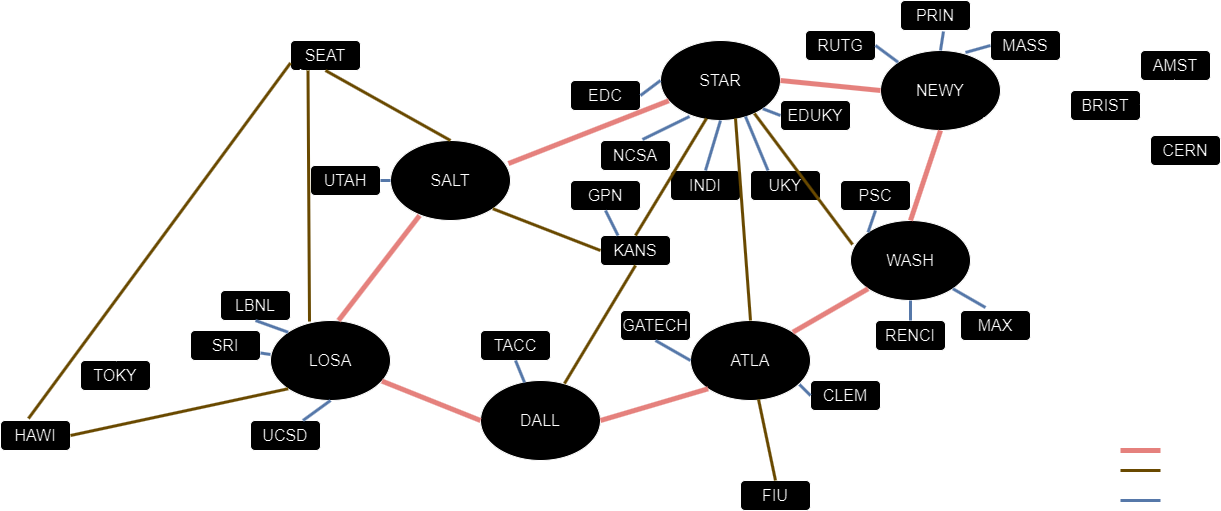 PRIN
RUTG
MASS
SEAT
AMST
STAR
NEWY
EDC
BRIST
EDUKY
NCSA
CERN
UTAH
SALT
GPN
INDI
UKY
PSC
KANS
WASH
LBNL
GATECH
MAX
RENCI
SRI
TACC
LOSA
ATLA
TOKY
CLEM
DALL
HAWI
UCSD
FIU